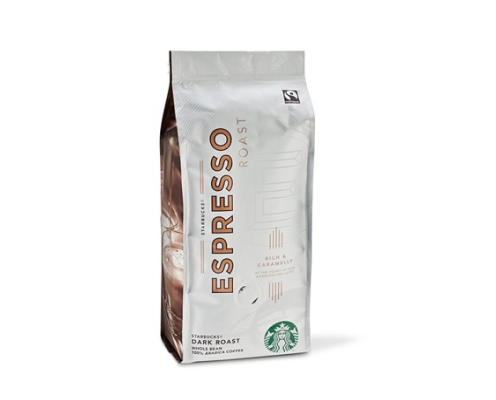 STARBUCKS®
ESPRESSO
ROAST
RICH &
CARAMELLY
STARBUCKS®
DARK ROAST
WHOLE BEAN
100% ARABICA COFFEE